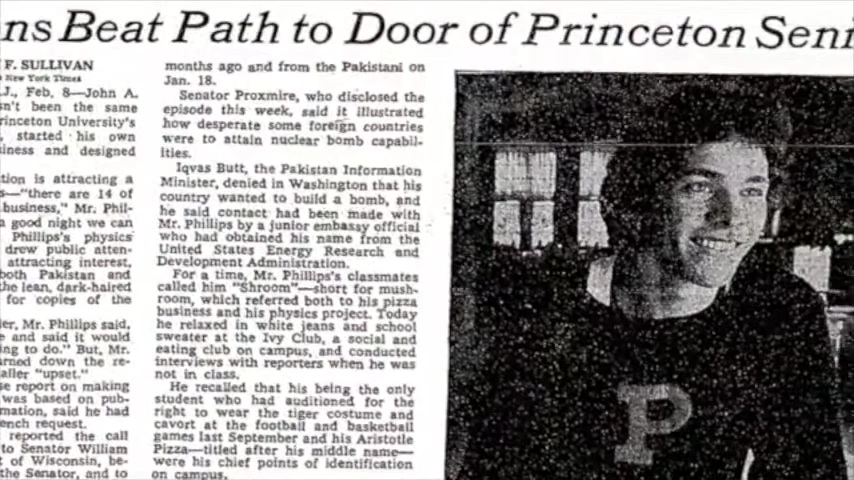 ns Beat Path to Door of Princeton Seni
F. SULLIVAN
New York Times
J., Feb. 8—John A.
sn't been the same
rinceton University's
started his own
siness and designed
tion is attracting a
s—"there are 14 of
business," Mr. Phil-
a good night we can
Phillips's physics
drew public atten-
attracting interest,
both Pakistan and
the lean, dark-haired
for copies of the
er, Mr. Phillips said,
e and said it would
ing to do." But, Mr.
rned down the re-
aller "upset."
se report on making
was based on pub-
mation, said he had
ench request.
reported the call
to Senator William
t of Wisconsin, be-
the Senator, and to
months ago and from the Pakistani on
Jan. 18.
Senator Proxmire, who disclosed the
episode this week, said it illustrated
how desperate some foreign countries
were to attain nuclear bomb capabil-
ities.
Iqvas Butt, the Pakistan Information
Minister, denied in Washington that his
country wanted to build a bomb, and
he said contact had been made with
Mr. Phillips by a junior embassy official
who had obtained his name from the
United States Energy Research and
Development Administration.
For a time, Mr. Phillips's classmates
called him "Shroom"—short for mush-
room, which referred both to his pizza
business and his physics project. Today
he relaxed in white jeans and school
sweater at the Ivy Club, a social and
eating club on campus, and conducted
interviews with reporters when he was
not in class.
He recalled that his being the only
student who had auditioned for the
right to wear the tiger costume and
cavort at the football and basketball
games last September and his Aristotle
Pizza—titled after his middle name—
were his chief points of identification
on campus.
P